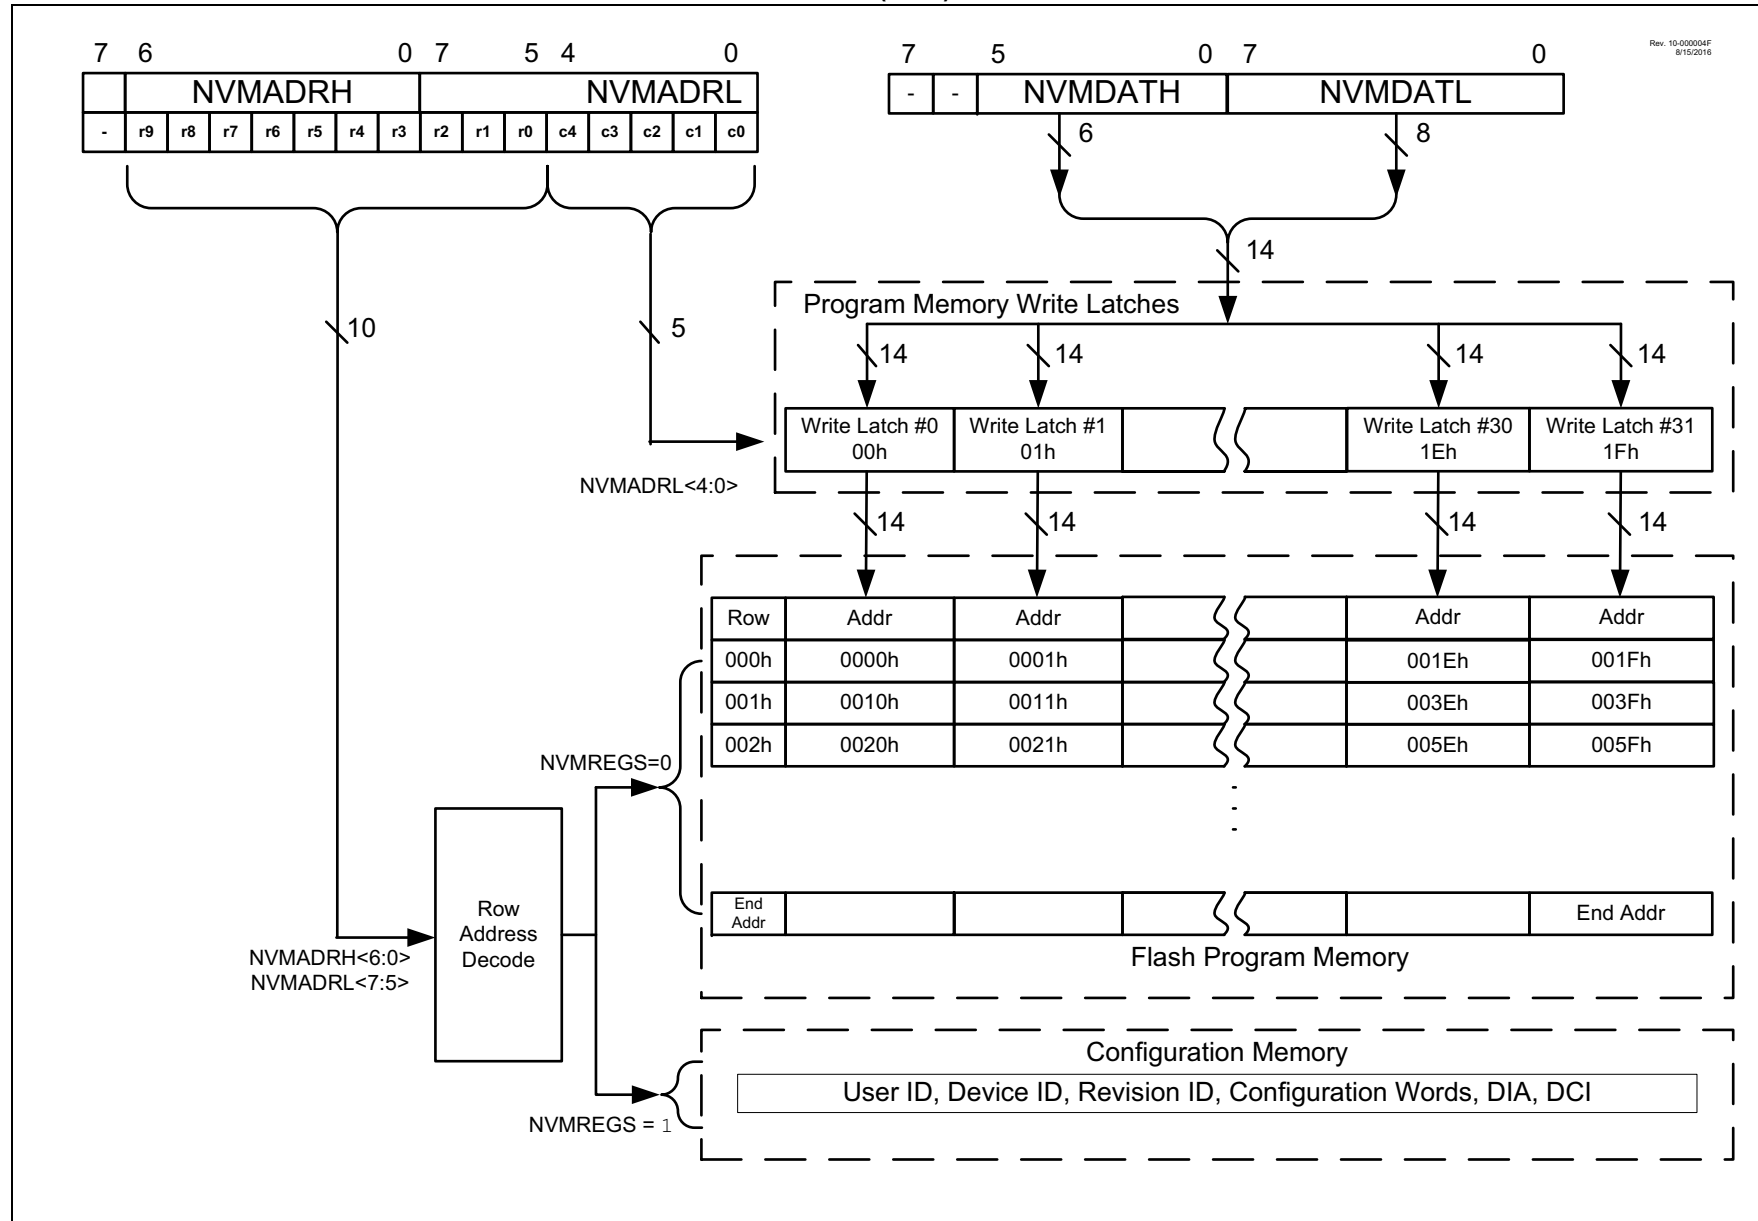 Rev. 10-000004F
8/15/2016
7 6 0 7 5 4 0
7 5 0 7 0
NVMADRH NVMADRL
- r9 r8 r7 r6 r5 r4 r3 r2 r1 r0 c4 c3 c2 c1 c0
- - NVMDATH NVMDATL
6 8
14
10 5
Program Memory Write Latches
14 14 14 14
Write Latch #0 Write Latch #1 Write Latch #30 Write Latch #31
00h 01h 1Eh 1Fh
NVMADRL<4:0>
14 14 14 14
Row Addr Addr Addr Addr
000h 0000h 0001h 001Eh 001Fh
001h 0010h 0011h 003Eh 003Fh
002h 0020h 0021h 005Eh 005Fh
NVMREGS=0
End
Addr
End Addr
Flash Program Memory
Row
Address
Decode
NVMADRH<6:0>
NVMADRL<7:5>
Configuration Memory
User ID, Device ID, Revision ID, Configuration Words, DIA, DCI
NVMREGS = 1